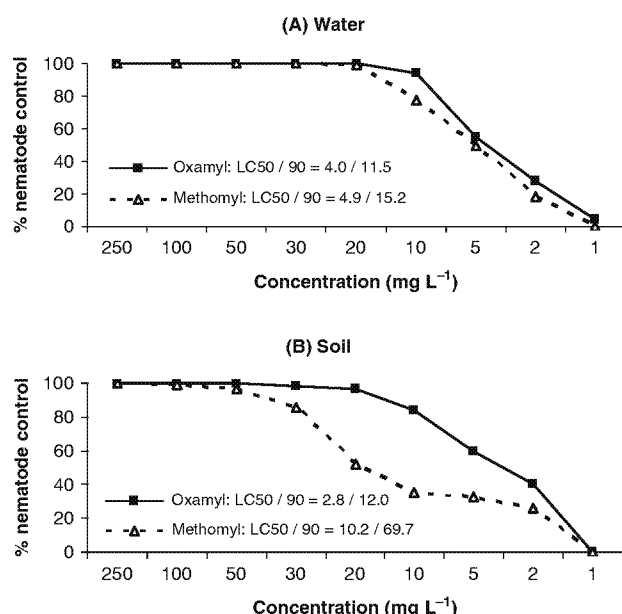 (A) Water
% nematode control
100
80
60
40
20
0
Oxamyl: LC50 / 90 = 4.0 / 11.5
Methomyl: LC50 / 90 = 4.9 / 15.2
250 100 50 30 20 10 5 2 1
Concentration (mg L⁻¹)
(B) Soil
% nematode control
100
80
60
40
20
0
Oxamyl: LC50 / 90 = 2.8 / 12.0
Methomyl: LC50 / 90 = 10.2 / 69.7
250 100 50 30 20 10 5 2 1
Concentration (mg L⁻¹)